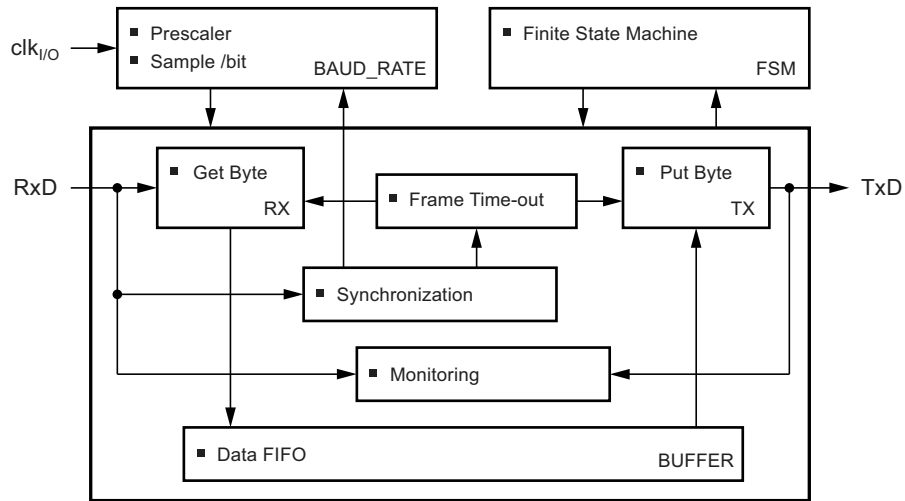 clkI/O
▪ Prescaler
▪ Sample /bit
BAUD_RATE
▪ Finite State Machine
FSM
RxD
▪ Get Byte
RX
▪ Frame Time-out
▪ Put Byte
TX
TxD
▪ Synchronization
▪ Monitoring
▪ Data FIFO
BUFFER